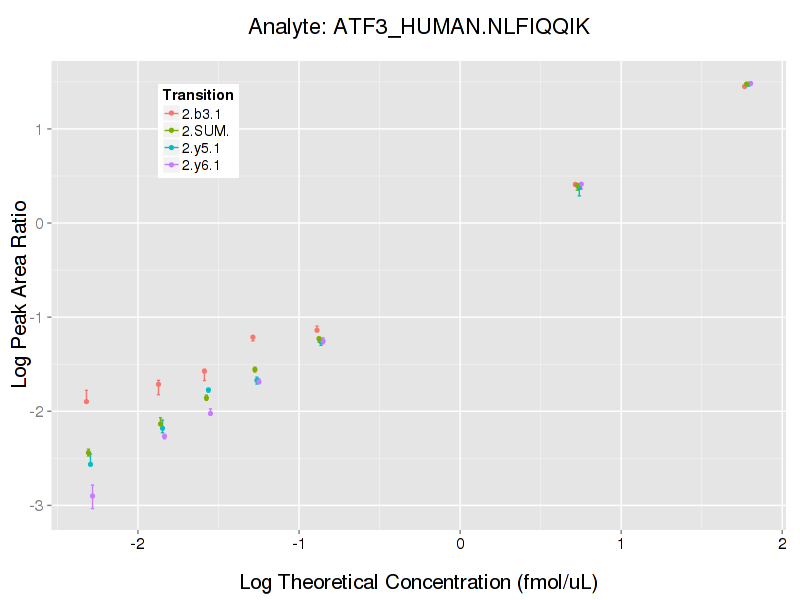 Analyte: ATF3_HUMAN.NLFIQQIK
Transition
2.b3.1
2.SUM.
2.y5.1
2.y6.1
Log Peak Area Ratio
1
0
-1
-2
-3
-2
-1
0
1
2
Log Theoretical Concentration (fmol/uL)